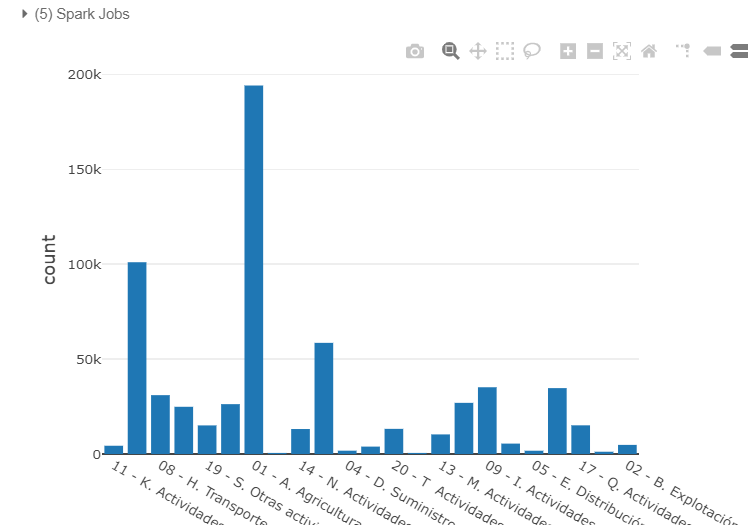 (5) Spark Jobs
200k
150k
100k
50k
0
count
11 - K. Actividades
08 - H. Transporte
19 - S. Otras activi
01 - A. Agricultura
14 - N. Actividades
04 - D. Suministro
20 - T Actividades
13 - M. Actividades
09 - I. Actividades
05 - E. Distribución
17 - Q. Actividades
02 - B. Explotació